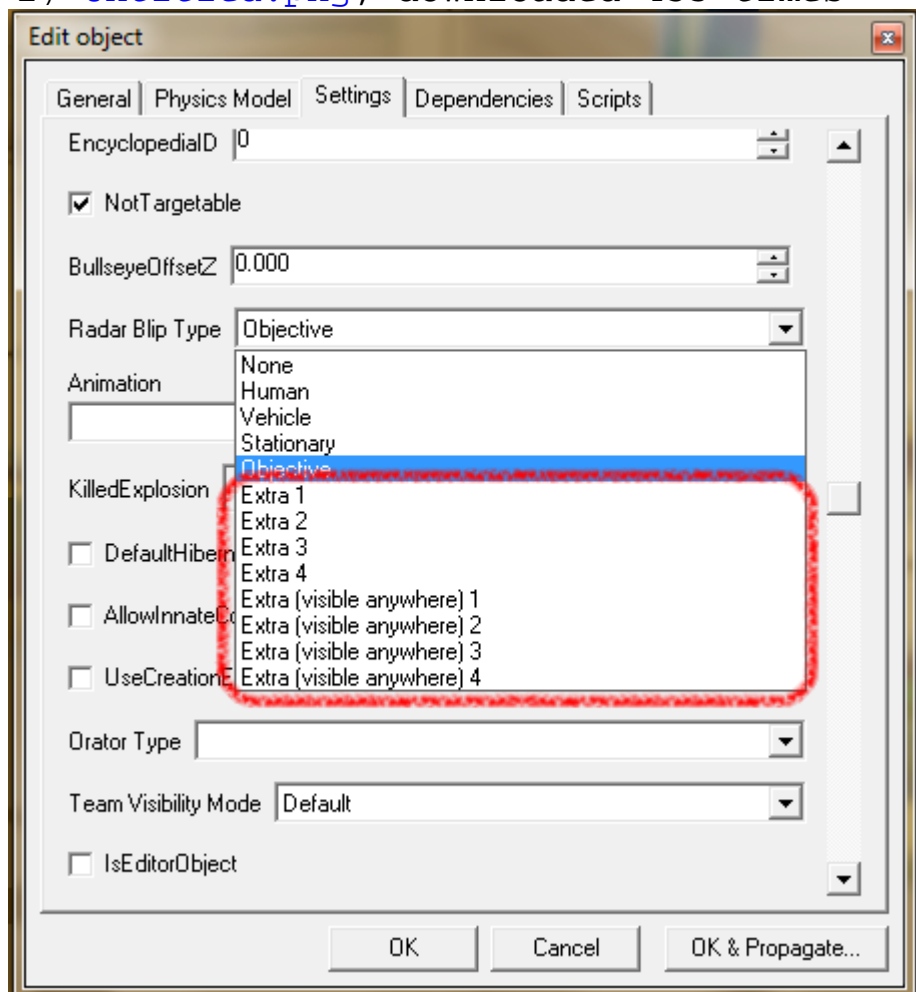 Edit object
General Physics Model Settings Dependencies Scripts
EncyclopediaID 0
NotTargetable
BullseyeOffsetZ 0.000
Radar Blip Type Objective
None
Animation
Human
Vehicle
Stationary
Objective
KilledExplosion
Extra 1
Extra 2
Extra 3
Extra 4
Extra (visible anywhere) 1
Extra (visible anywhere) 2
Extra (visible anywhere) 3
Extra (visible anywhere) 4
Orator Type
Team Visibility Mode Default
IsEditorObject
OK Cancel OK & Propagate...